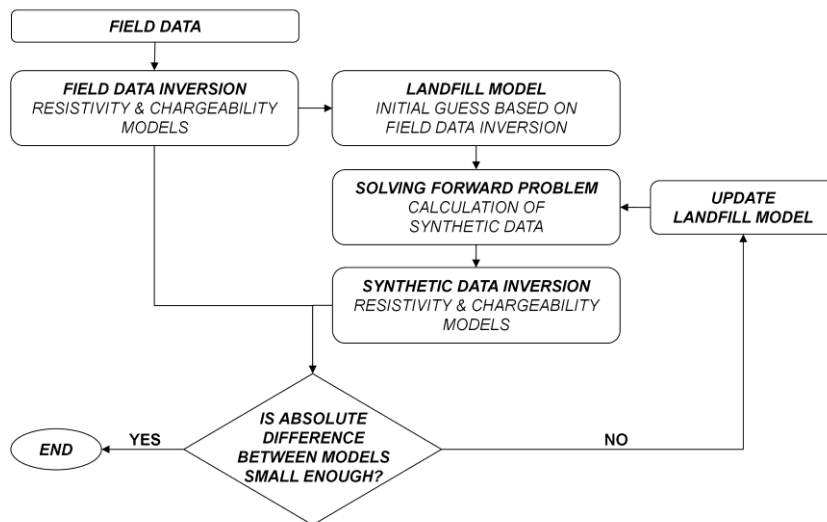 FIELD DATA
FIELD DATA INVERSION
RESISTIVITY & CHARGEABILITY
MODELS
LANDFILL MODEL
INITIAL GUESS BASED ON
FIELD DATA INVERSION
SOLVING FORWARD PROBLEM
CALCULATION OF
SYNTHETIC DATA
UPDATE
LANDFILL MODEL
SYNTHETIC DATA INVERSION
RESISTIVITY & CHARGEABILITY
MODELS
IS ABSOLUTE
DIFFERENCE
BETWEEN MODELS
SMALL ENOUGH?
YES
END
NO